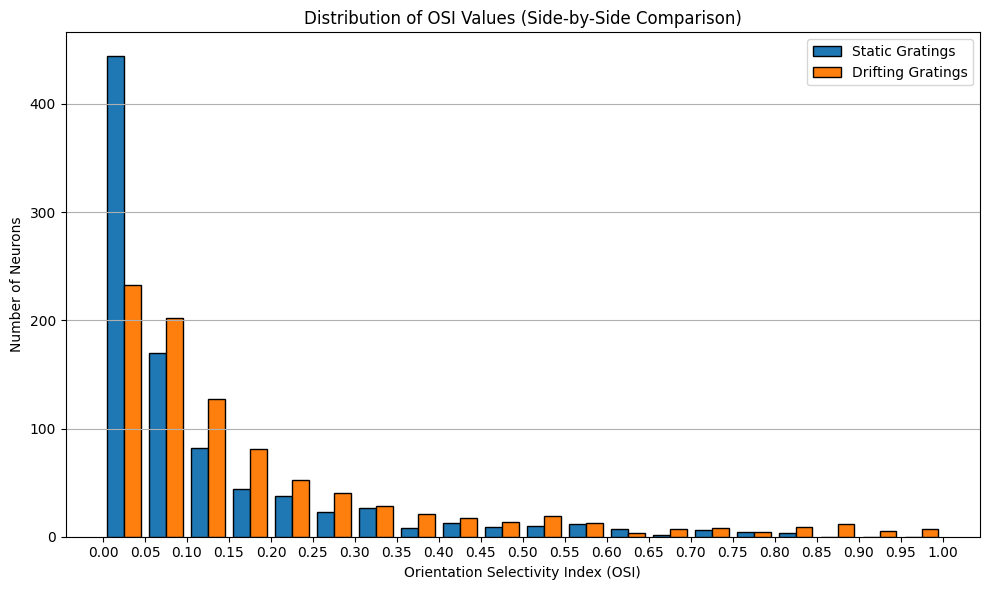 Distribution of OSI Values (Side-by-Side Comparison)
Static Gratings
Drifting Gratings
Number of Neurons
400
300
200
100
0
0.00 0.05 0.10 0.15 0.20 0.25 0.30 0.35 0.40 0.45 0.50 0.55 0.60 0.65 0.70 0.75 0.80 0.85 0.90 0.95 1.00
Orientation Selectivity Index (OSI)